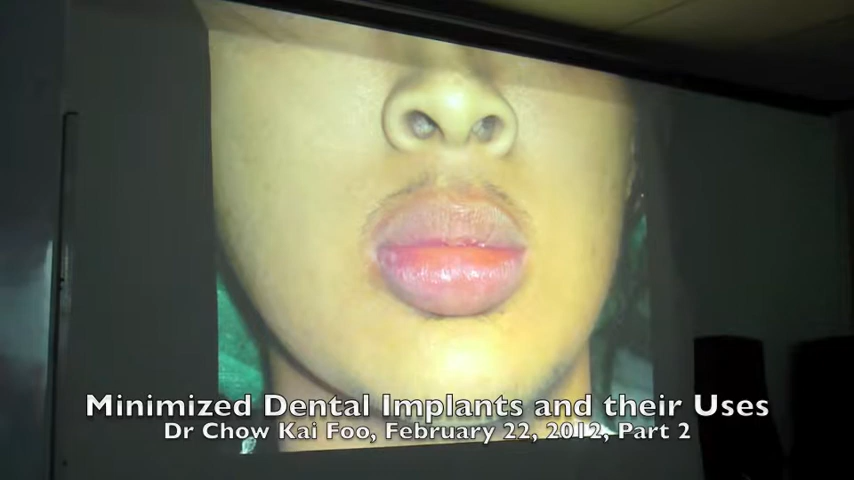 Minimized Dental Implants and their Uses
Dr Chow Kai Foo, February 22, 2012, Part 2